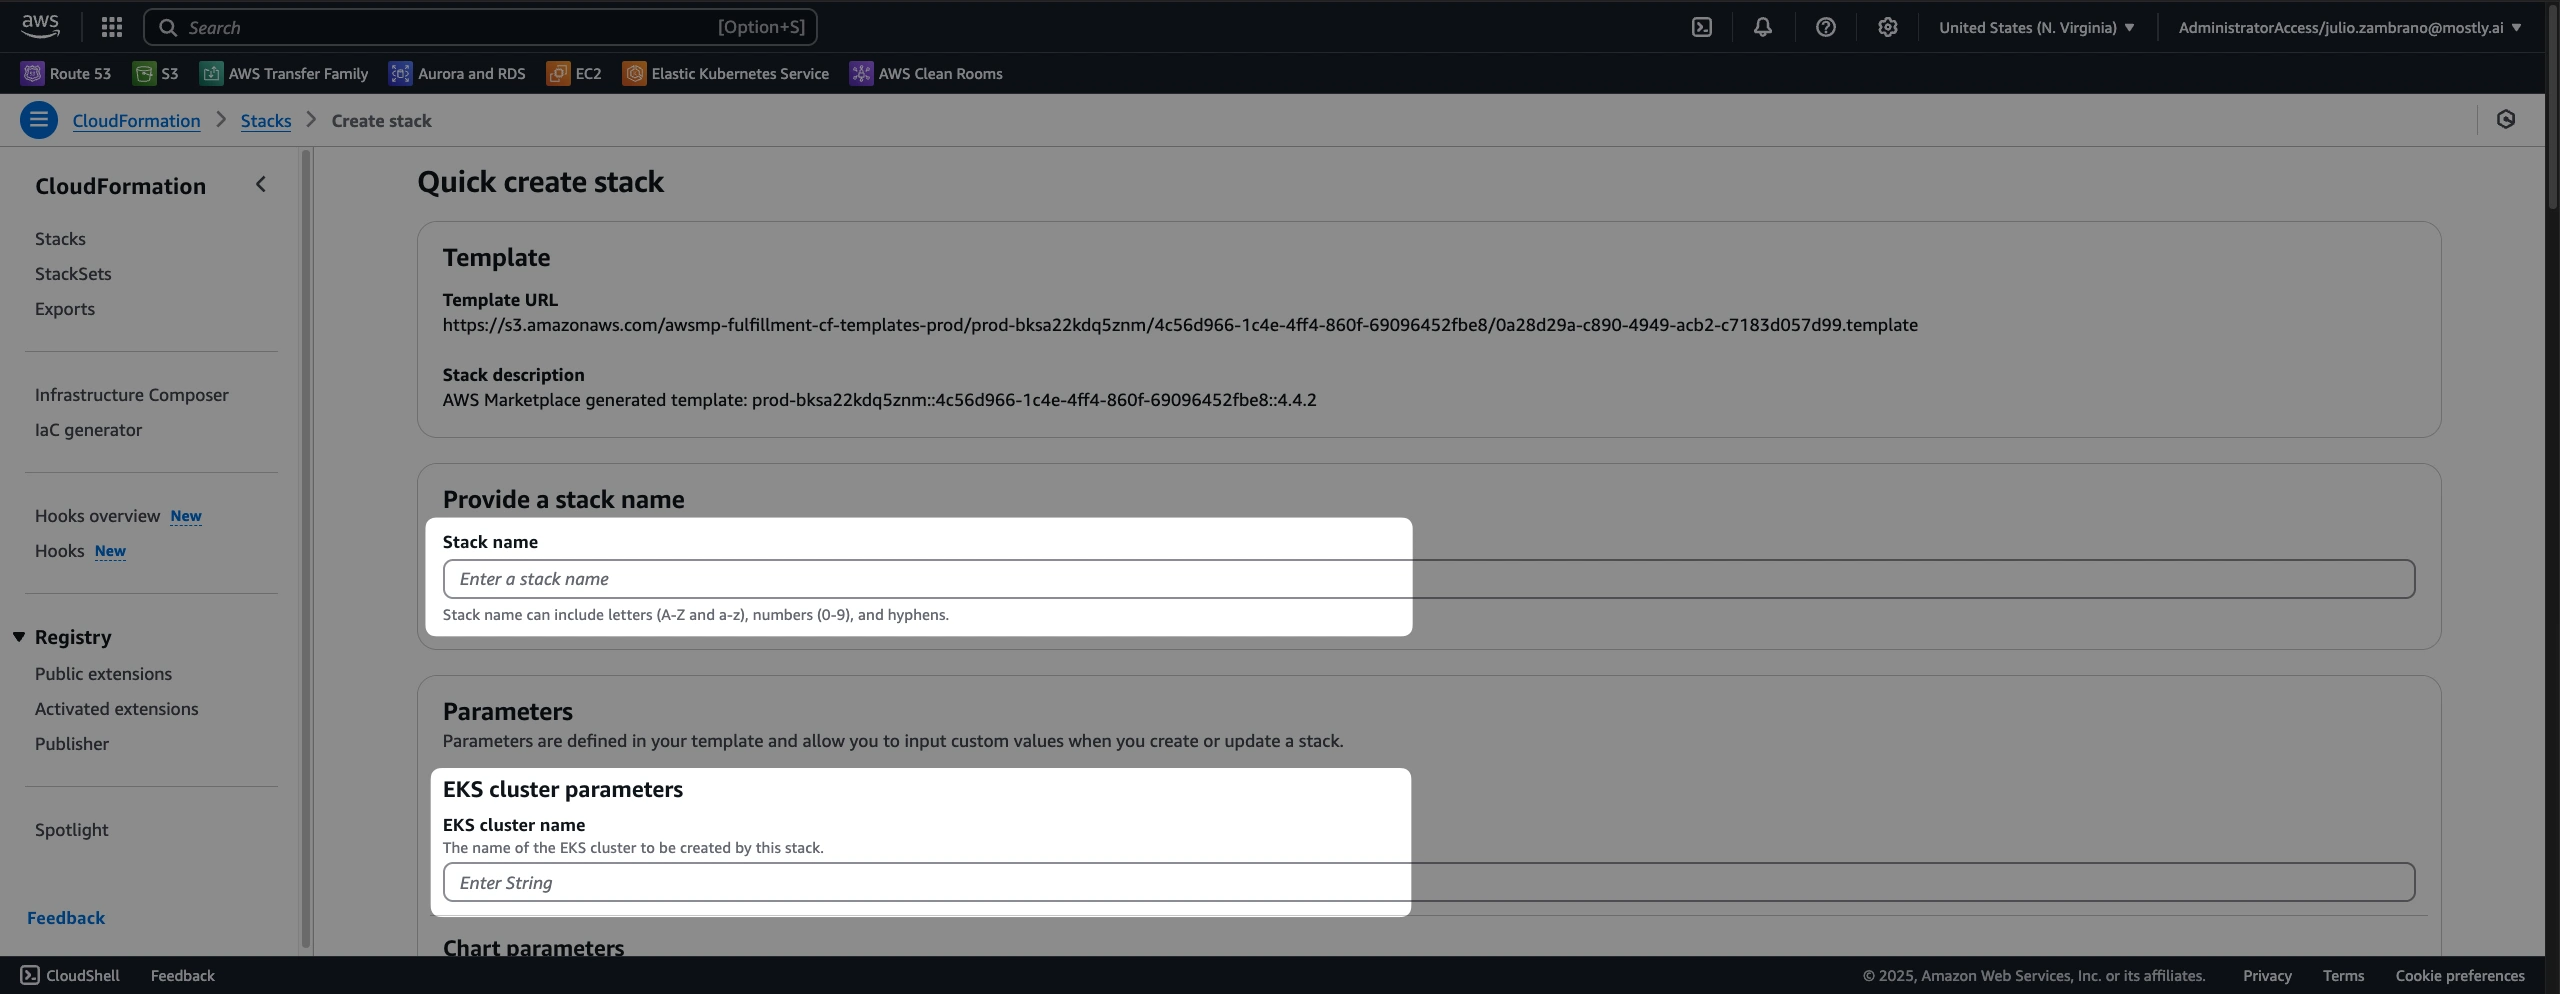 aws
Search [Option+S]
United States (N. Virginia)
AdministratorAccess/julio.zambrano@mostly.ai
Route 53 S3 AWS Transfer Family Aurora and RDS EC2 Elastic Kubernetes Service AWS Clean Rooms
CloudFormation Stacks Create stack
CloudFormation
Stacks
StackSets
Exports
Infrastructure Composer
IaC generator
Hooks overview New
Hooks New
Registry
Public extensions
Activated extensions
Publisher
Spotlight
Feedback
Quick create stack
Template
Template URL
https://s3.amazonaws.com/awsmp-fulfillment-cf-templates-prod/prod-bksa22kdq5znm/4c56d966-1c4e-4ff4-860f-69096452fbe8/0a28d29a-c890-4949-acb2-c7183d057d99.template
Stack description
AWS Marketplace generated template: prod-bksa22kdq5znm::4c56d966-1c4e-4ff4-860f-69096452fbe8::4.4.2
Provide a stack name
Stack name
Enter a stack name
Stack name can include letters (A-Z and a-z), numbers (0-9), and hyphens.
Parameters
Parameters are defined in your template and allow you to input custom values when you create or update a stack.
EKS cluster parameters
EKS cluster name
The name of the EKS cluster to be created by this stack.
Enter String
Chart parameters
CloudShell Feedback
© 2025, Amazon Web Services, Inc. or its affiliates. Privacy Terms Cookie preferences